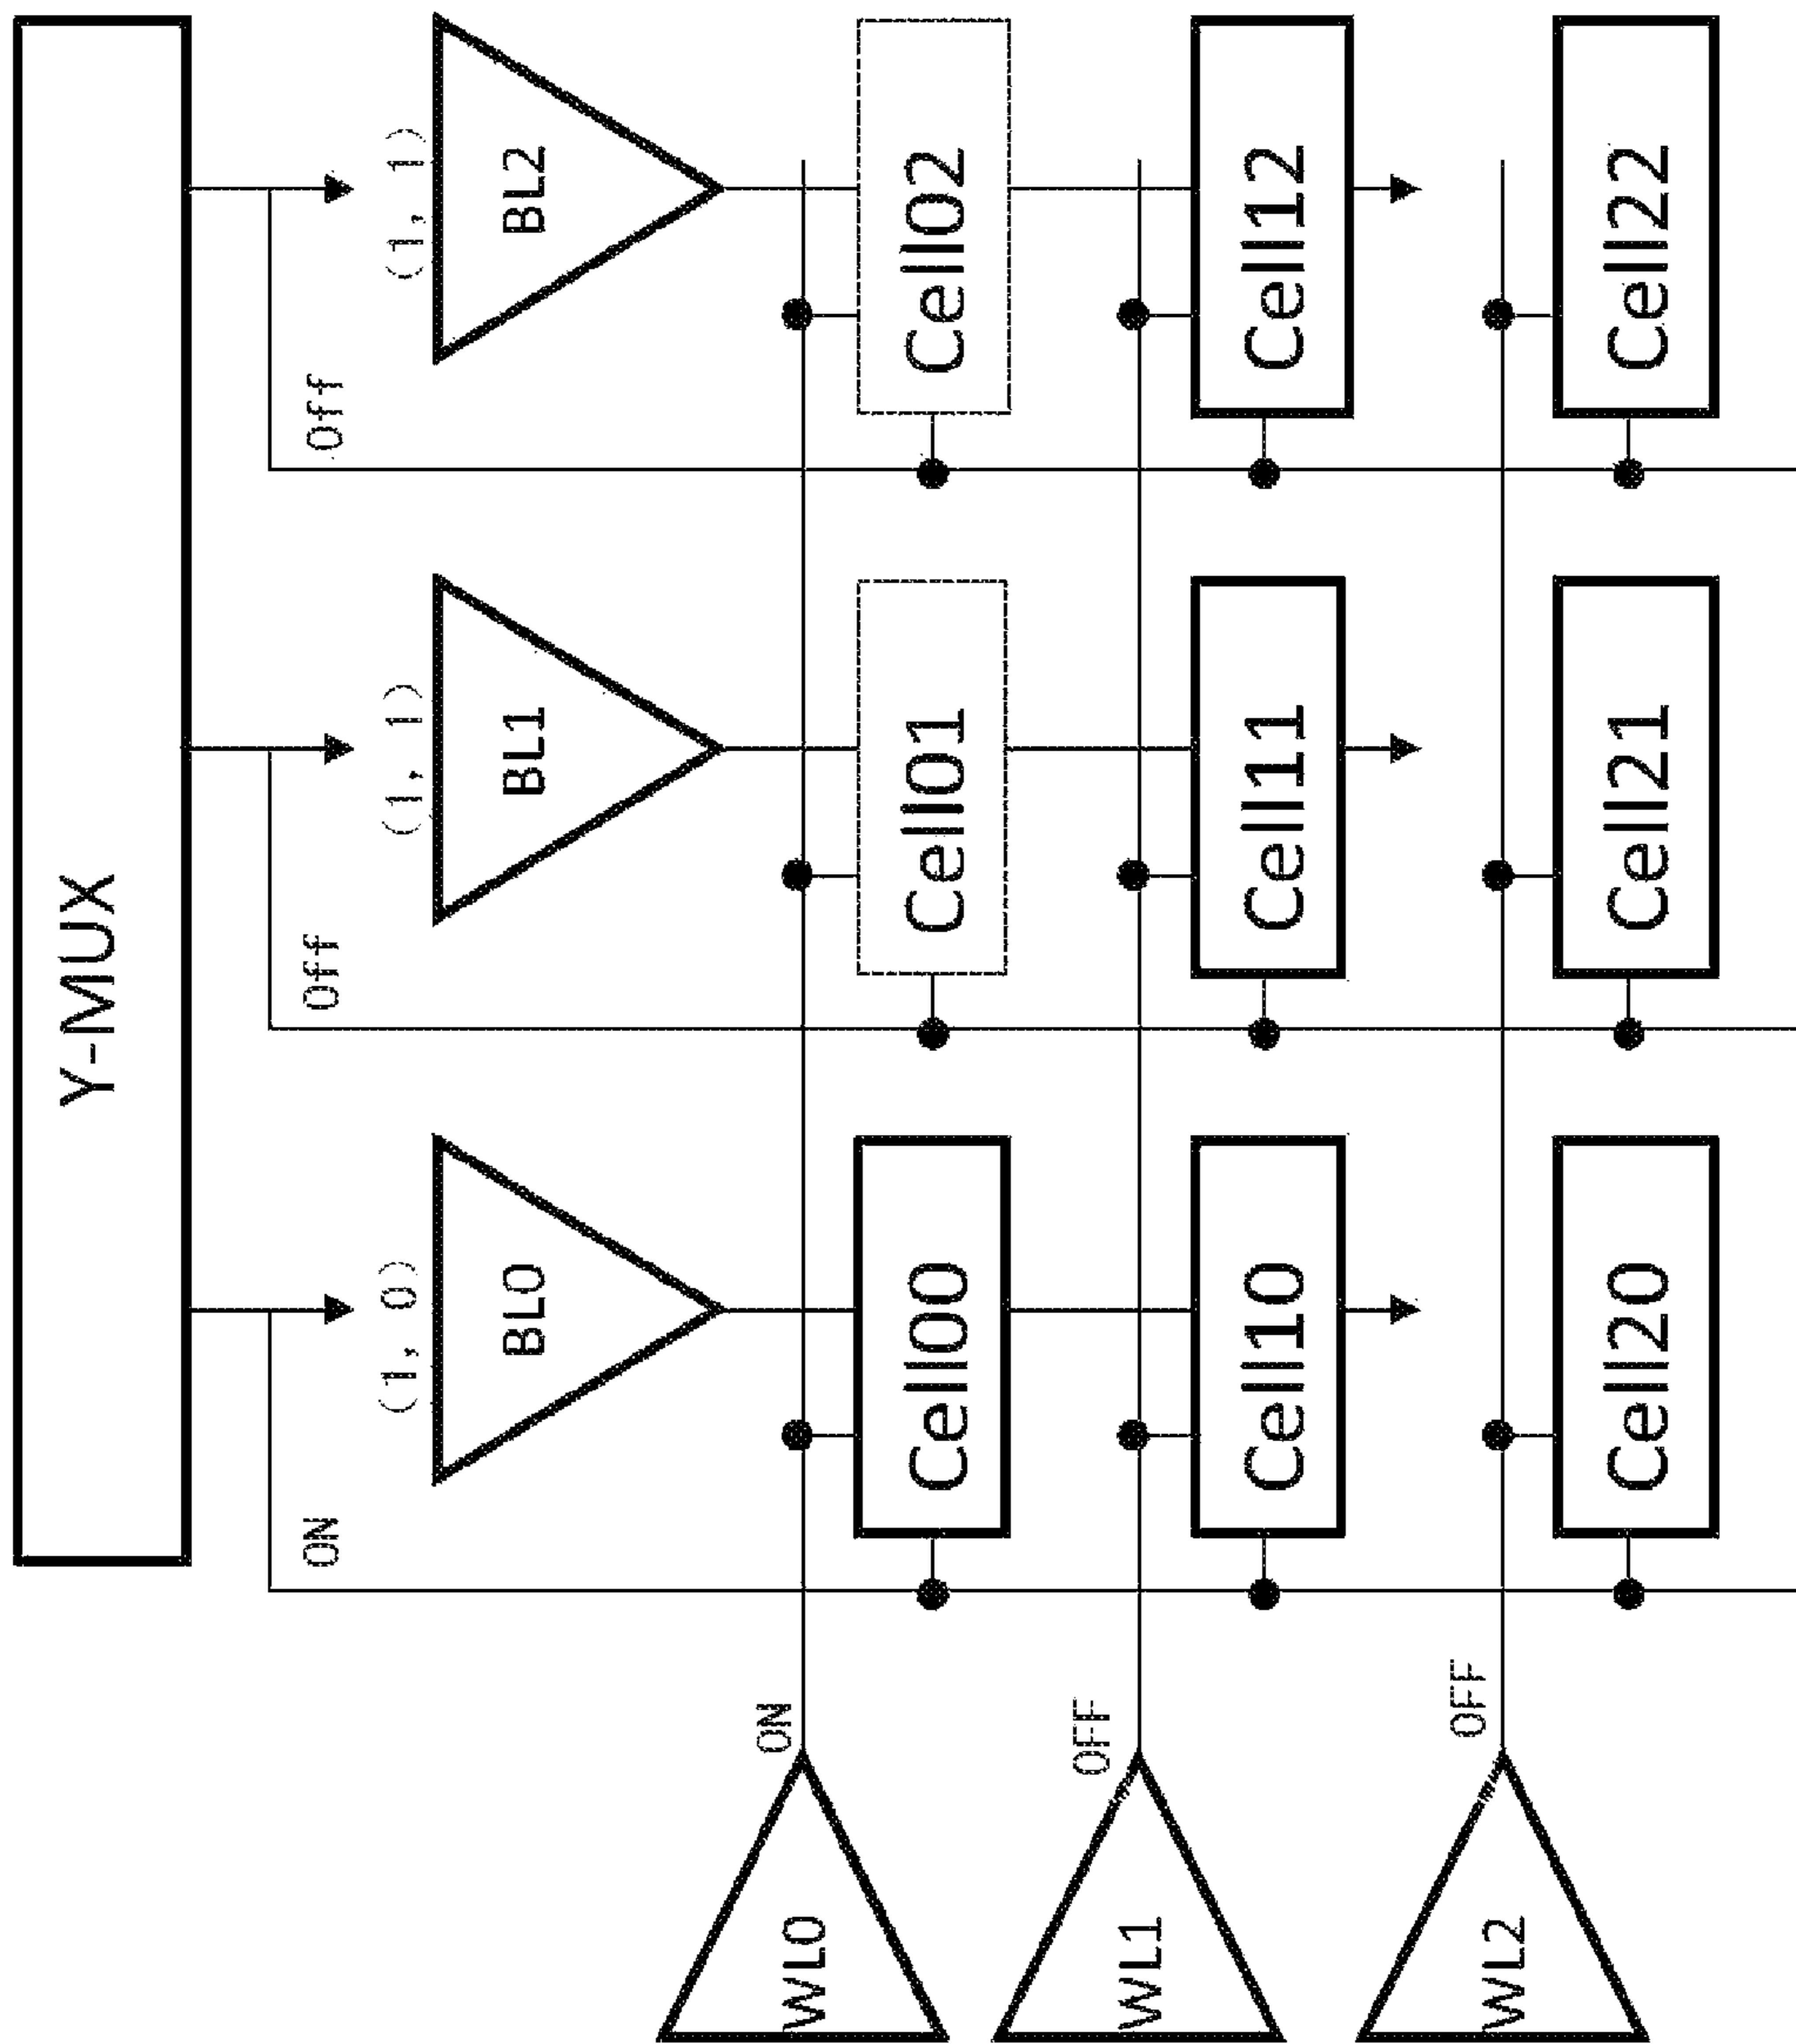 Y-MUX
ON
(1, 0)
BL0
Off
(1, 1)
BL1
Off
(1, 1)
BL2
WL0
ON
Cell00
Cell01
Cell02
WL1
OFF
Cell10
Cell11
Cell12
WL2
OFF
Cell20
Cell21
Cell22